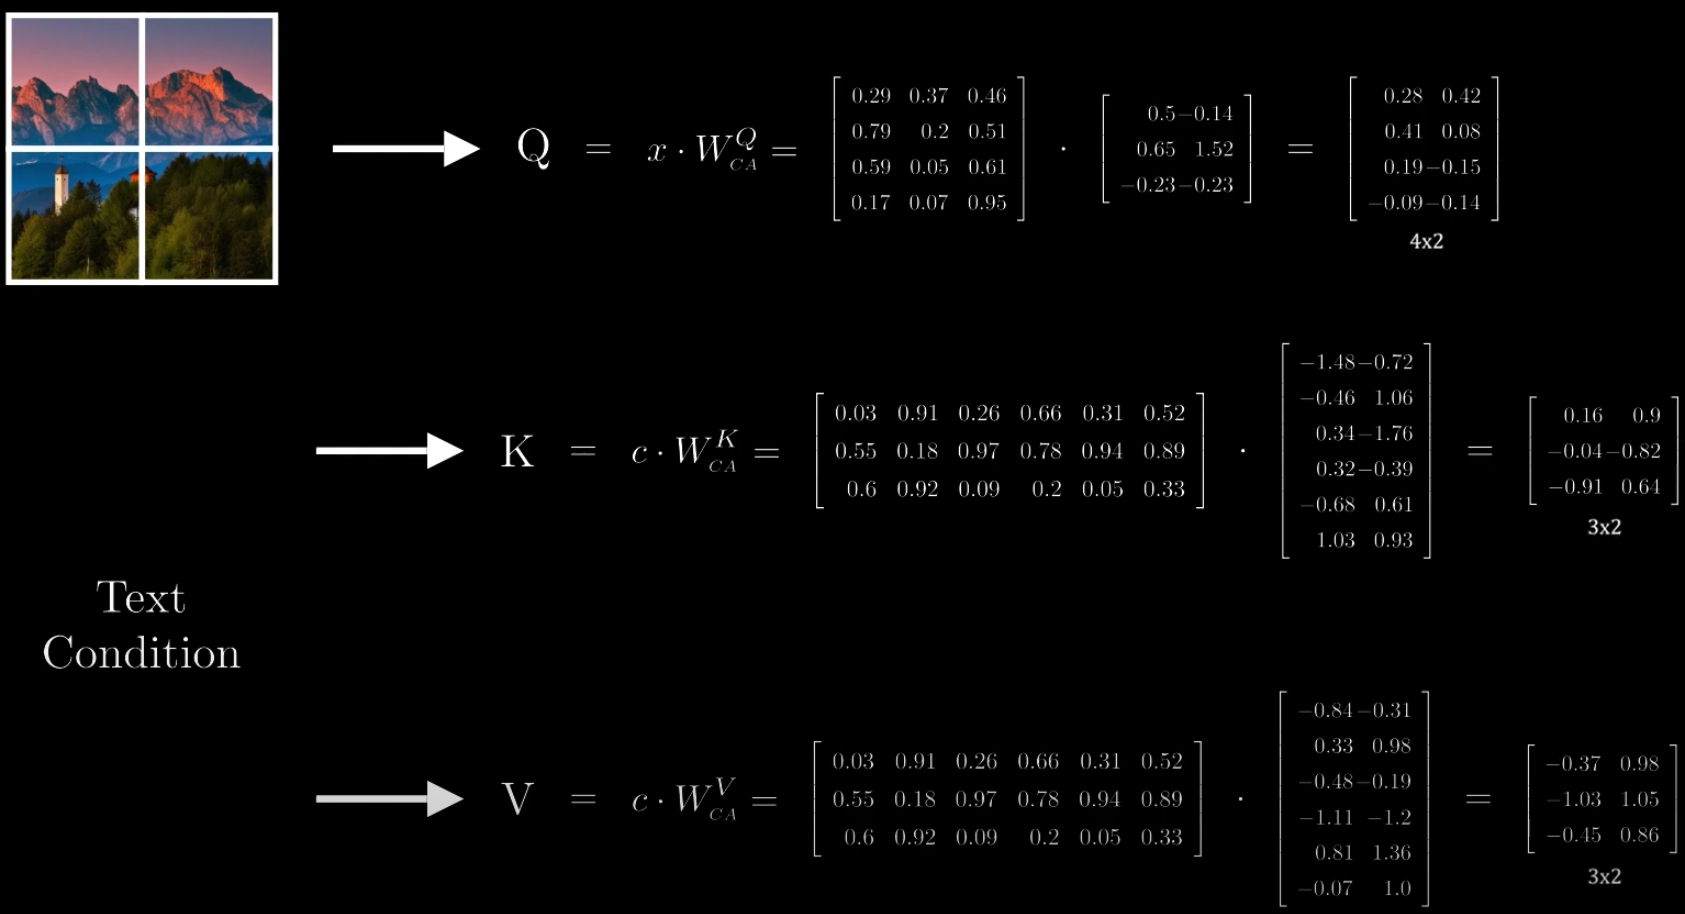 Q = x · W_{CA}^{Q} = [0.29 0.37 0.46; 0.79 0.2 0.51; 0.59 0.05 0.61; 0.17 0.07 0.95] · [0.5 −0.14; 0.65 1.52; −0.23 −0.23] = [0.28 0.42; 0.41 0.08; 0.19 −0.15; −0.09 −0.14]
4x2
K = c · W_{CA}^{K} = [0.03 0.91 0.26 0.66 0.31 0.52; 0.55 0.18 0.97 0.78 0.94 0.89; 0.6 0.92 0.09 0.2 0.05 0.33] · [−1.48 −0.72; −0.46 1.06; 0.34 −1.76; 0.32 −0.39; −0.68 0.61; 1.03 0.93] = [0.16 0.9; −0.04 −0.82; −0.91 0.64]
3x2
Text
Condition
V = c · W_{CA}^{V} = [0.03 0.91 0.26 0.66 0.31 0.52; 0.55 0.18 0.97 0.78 0.94 0.89; 0.6 0.92 0.09 0.2 0.05 0.33] · [−0.84 −0.31; 0.33 0.98; −0.48 −0.19; −1.11 −1.2; 0.81 1.36; −0.07 1.0] = [−0.37 0.98; −1.03 1.05; −0.45 0.86]
3x2